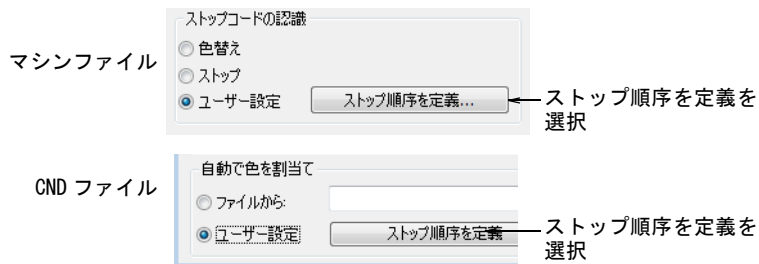 ストップコードの認識
マシンファイル
色替え
ストップ
ユーザー設定
ストップ順序を定義...
ストップ順序を定義を
選択
CND ファイル
自動で色を割当て
ファイルから:
ユーザー設定
ストップ順序を定義
ストップ順序を定義を
選択